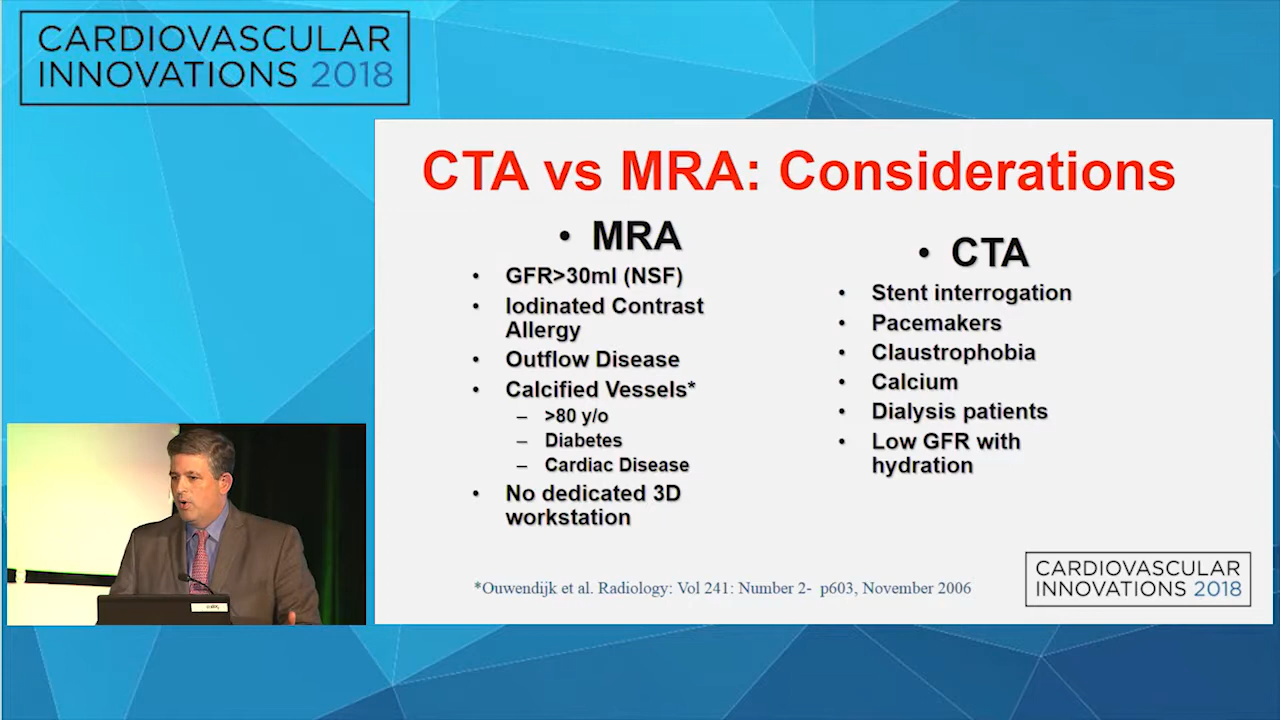 CARDIOVASCULAR
INNOVATIONS 2018
CTA vs MRA: Considerations
• MRA
• GFR>30ml (NSF)
• Iodinated Contrast
Allergy
• Outflow Disease
• Calcified Vessels*
– >80 y/o
– Diabetes
– Cardiac Disease
• No dedicated 3D
workstation
• CTA
• Stent interrogation
• Pacemakers
• Claustrophobia
• Calcium
• Dialysis patients
• Low GFR with
hydration
*Ouwendijk et al. Radiology: Vol 241: Number 2- p603, November 2006
CARDIOVASCULAR
INNOVATIONS 2018